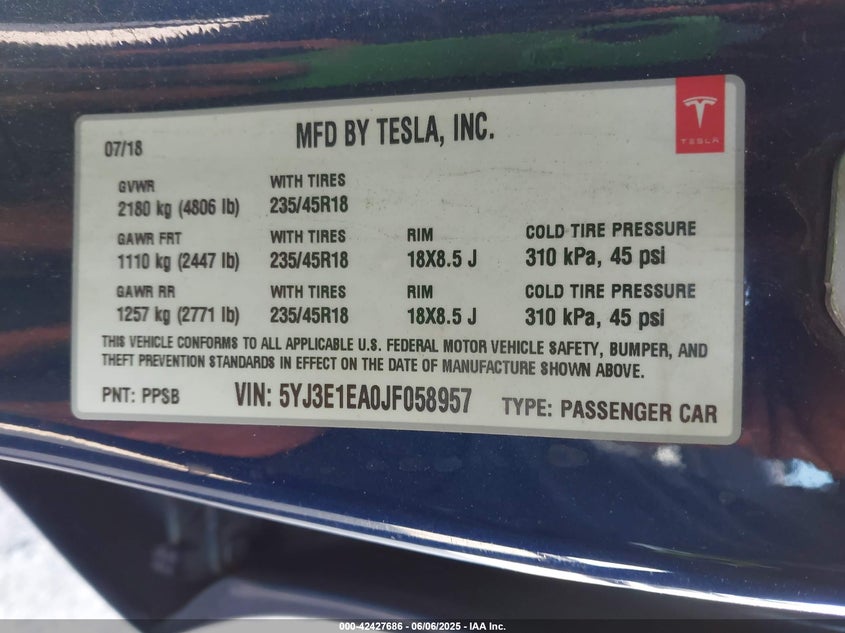 MFD BY TESLA, INC.
TESLA
07/18
GVWR WITH TIRES
2180 kg (4806 lb) 235/45R18
GAWR FRT WITH TIRES RIM COLD TIRE PRESSURE
1110 kg (2447 lb) 235/45R18 18X8.5 J 310 kPa, 45 psi
GAWR RR WITH TIRES RIM COLD TIRE PRESSURE
1257 kg (2771 lb) 235/45R18 18X8.5 J 310 kPa, 45 psi
THIS VEHICLE CONFORMS TO ALL APPLICABLE U.S. FEDERAL MOTOR VEHICLE SAFETY, BUMPER, AND
THEFT PREVENTION STANDARDS IN EFFECT ON THE DATE OF MANUFACTURE SHOWN ABOVE.
PNT: PPSB VIN: 5YJ3E1EA0JF058957 TYPE: PASSENGER CAR
000-42427686 - 06/06/2025 - IAA Inc.